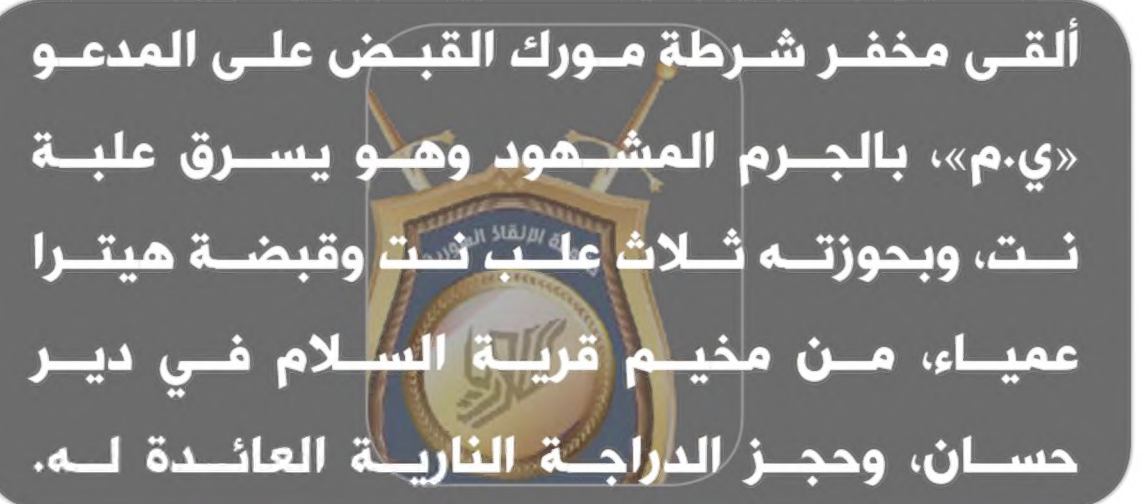 ألقى مخفر شرطة مورك القبض على المدعو
«ي.م»، بالجرم المشهود وهو يسرق علبة
نت، وبحوزته ثلاث علب نت وقبضة هيترا
عمياء، من مخيم قرية السلام في دير
حسان، وحجز الدراجة النارية العائدة له.